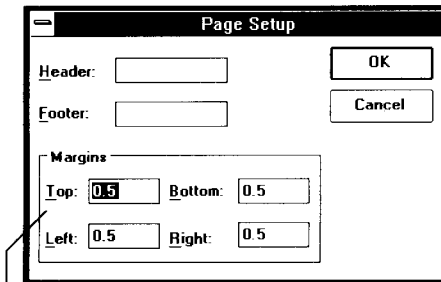 Page Setup
Header:
OK
Footer:
Cancel
Margins
Top: 0.5 Bottom: 0.5
Left: 0.5 Right: 0.5